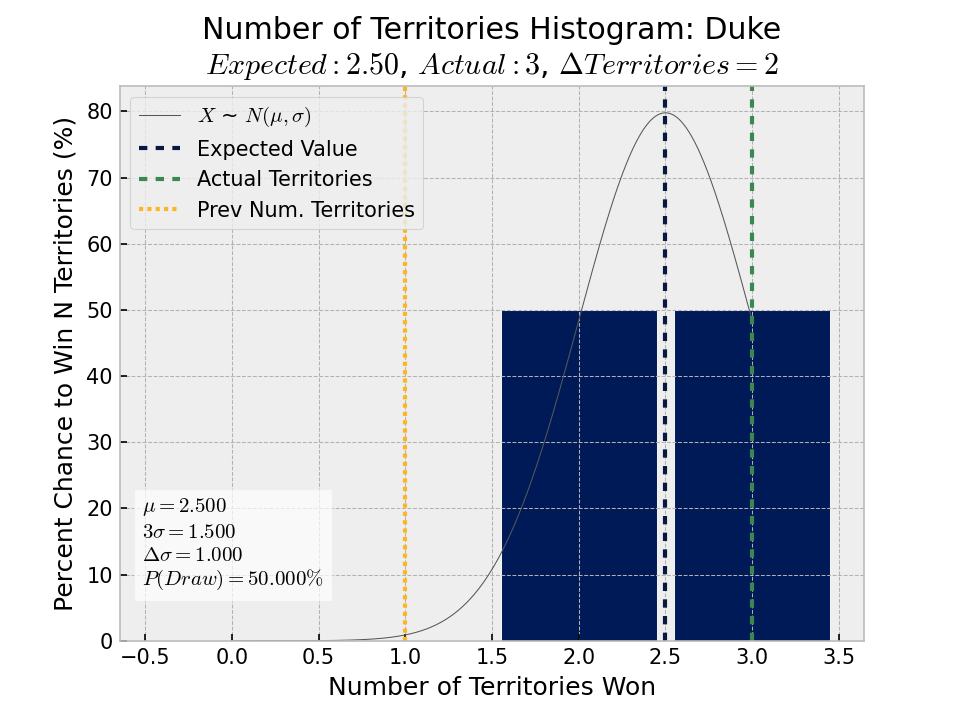 Number of Territories Histogram: Duke
Expected : 2.50, Actual : 3, ΔTerritories = 2
X ~ N(μ, σ)
Expected Value
Actual Territories
Prev Num. Territories
Percent Chance to Win N Territories (%)
80
70
60
50
40
30
20
10
0
μ = 2.500
3σ = 1.500
Δσ = 1.000
P(Draw) = 50.000%
−0.5 0.0 0.5 1.0 1.5 2.0 2.5 3.0 3.5
Number of Territories Won